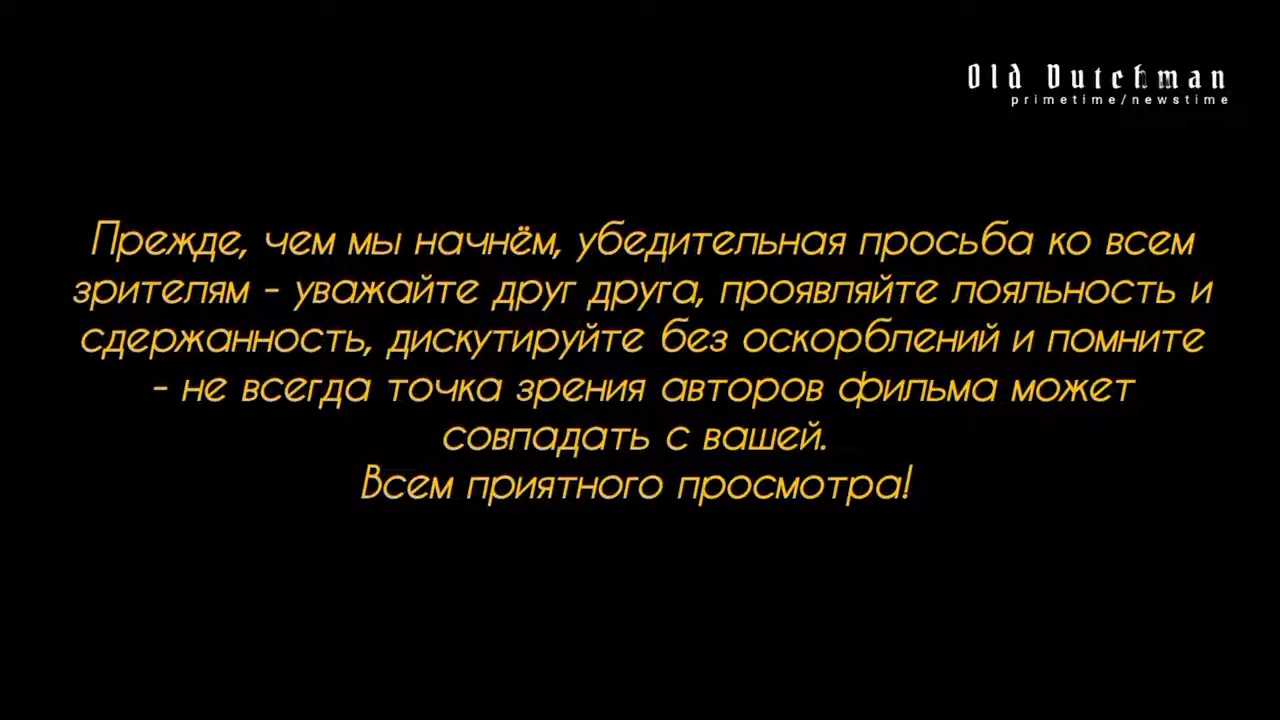 Old Dutchman
primetime/newstime
Прежде, чем мы начнём, убедительная просьба ко всем
зрителям - уважайте друг друга, проявляйте лояльность и
сдержанность, дискутируйте без оскорблений и помните
- не всегда точка зрения авторов фильма может
совпадать с вашей.
Всем приятного просмотра!